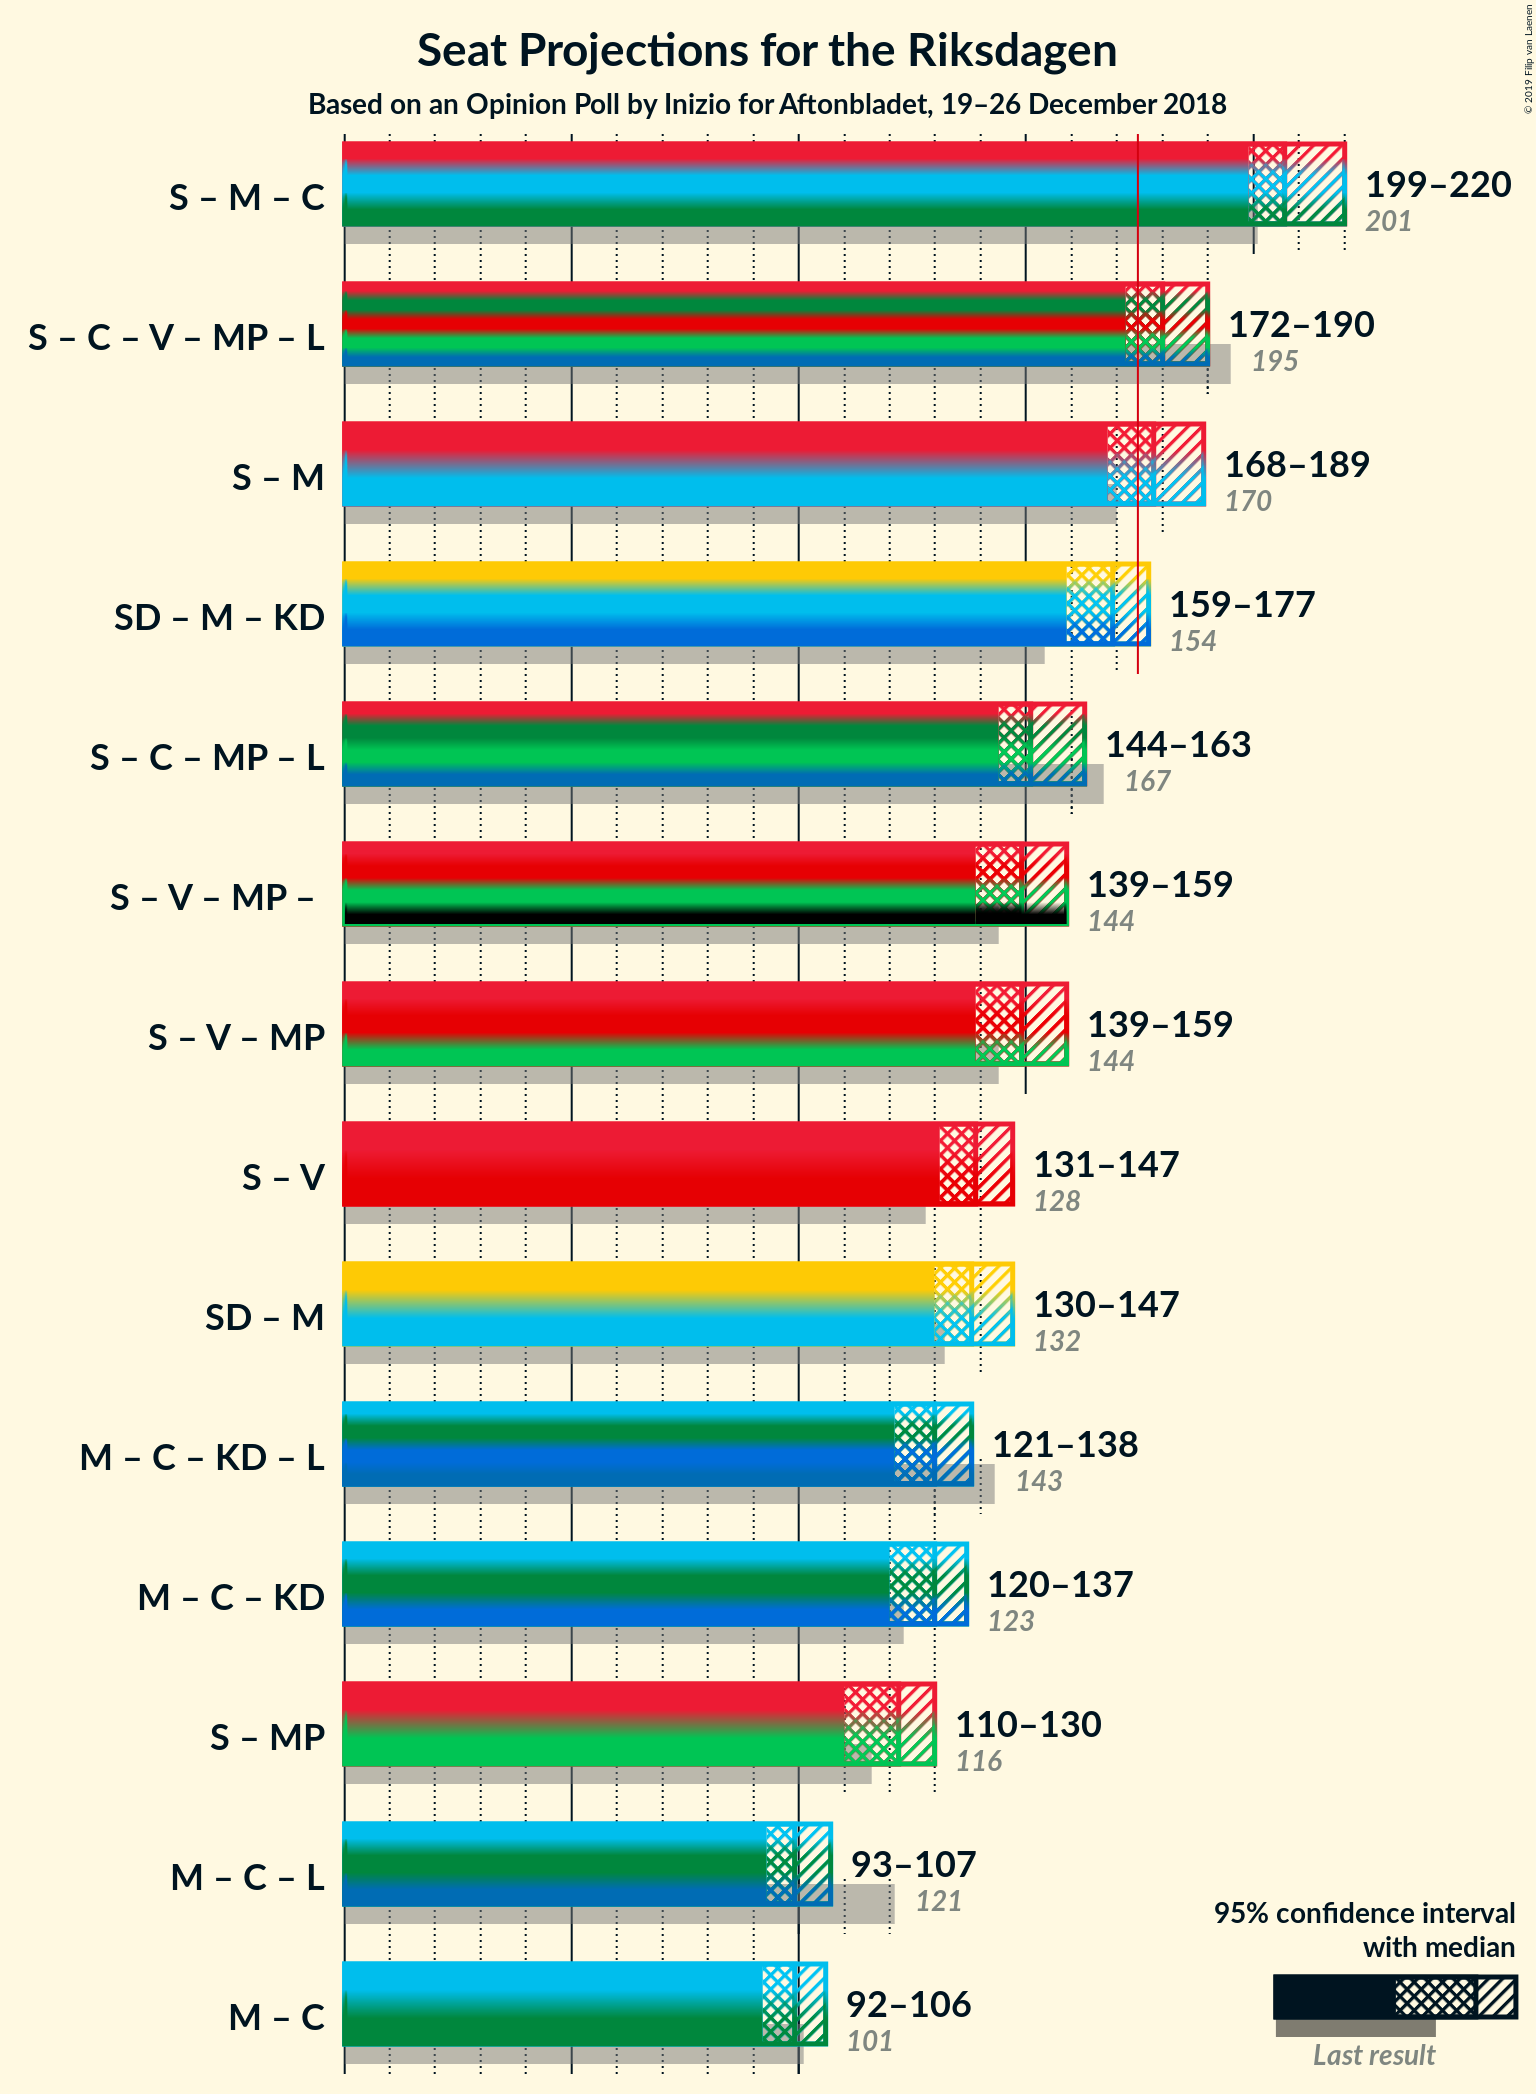 Seat Projections for the Riksdagen
Based on an Opinion Poll by Inizio for Aftonbladet, 19–26 December 2018
© 2019 Filip van Laenen
S – M – C
199–220
201
S – C – V – MP – L
172–190
195
S – M
168–189
170
SD – M – KD
159–177
154
S – C – MP – L
144–163
167
S – V – MP –
139–159
144
S – V – MP
139–159
144
S – V
131–147
128
SD – M
130–147
132
M – C – KD – L
121–138
143
M – C – KD
120–137
123
S – MP
110–130
116
M – C – L
93–107
121
M – C
92–106
101
95% confidence interval
with median
Last result